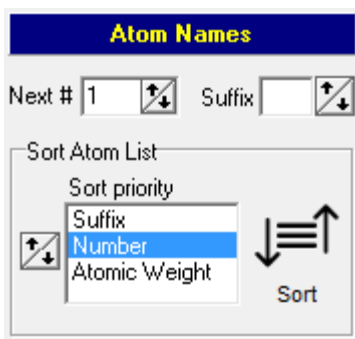 Atom Names
Next # 1 Suffix
Sort Atom List
Sort priority
Suffix
Number
Atomic Weight
Sort